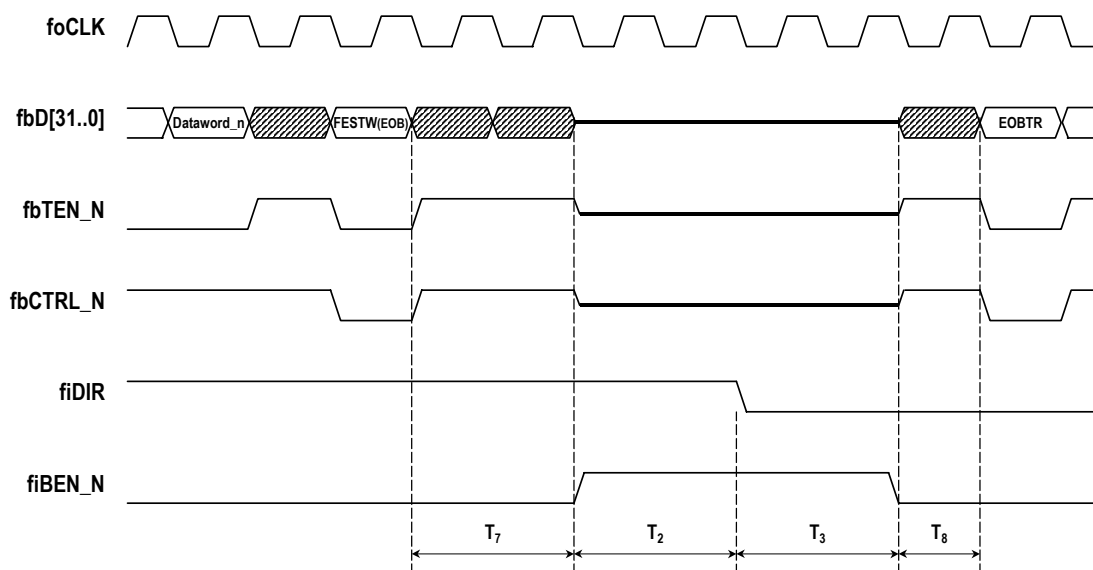 foCLK
fbD[31..0]
Dataword_n
FESTW(EOB)
EOBTR
fbTEN_N
fbCTRL_N
fiDIR
fiBEN_N
T7
T2
T3
T8